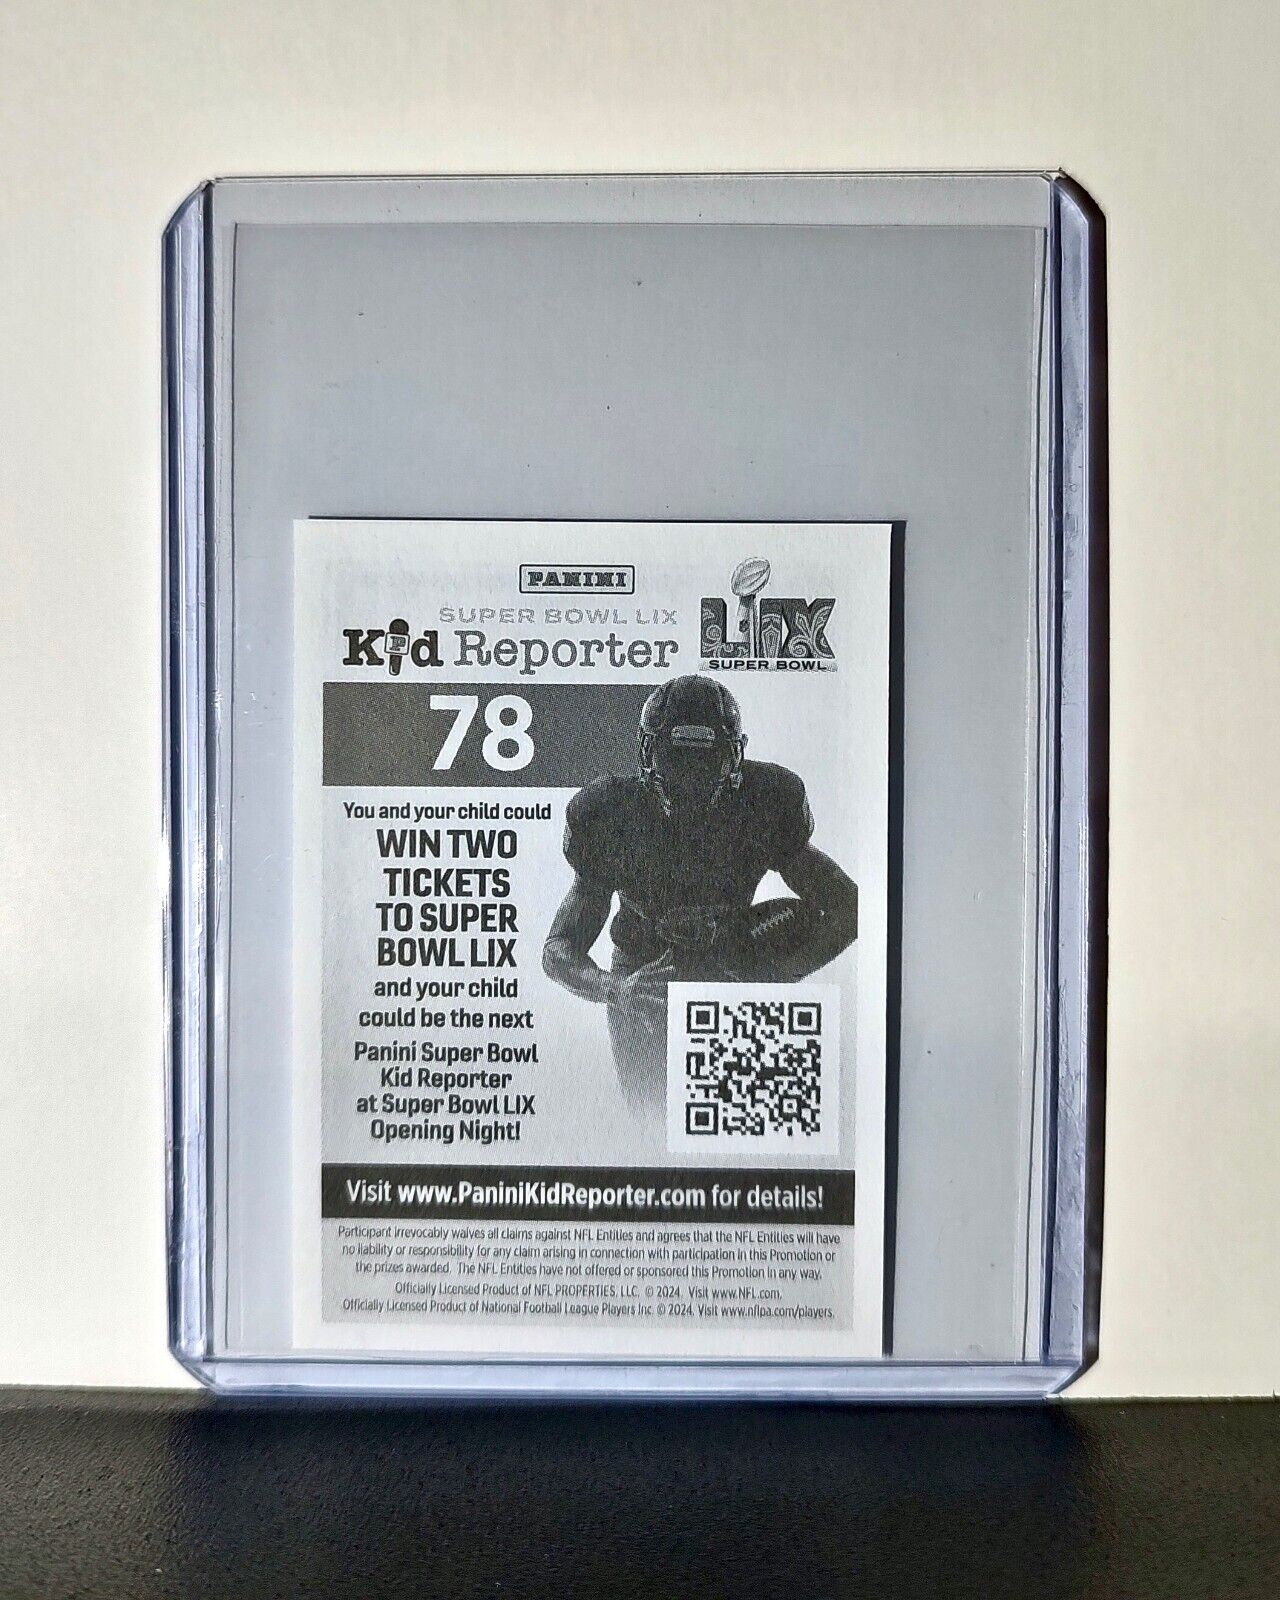 PANINI
SUPER BOWL LIX
Kid Reporter
LIX
SUPER BOWL
78
You and your child could
WIN TWO
TICKETS
TO SUPER
BOWL LIX
and your child
could be the next
Panini Super Bowl
Kid Reporter
at Super Bowl LIX
Opening Night!
Visit www.PaniniKidReporter.com for details!
Participant irrevocably waives all claims against NFL Entities and agrees that the NFL Entities will have
no liability or responsibility for any claim arising in connection with participation in this Promotion or
the prizes awarded. The NFL Entities have not offered or sponsored this Promotion in any way.
Officially Licensed Product of NFL PROPERTIES, LLC. © 2024. Visit www.NFL.com.
Officially Licensed Product of National Football League Players Inc. © 2024. Visit www.nflpa.com/players.